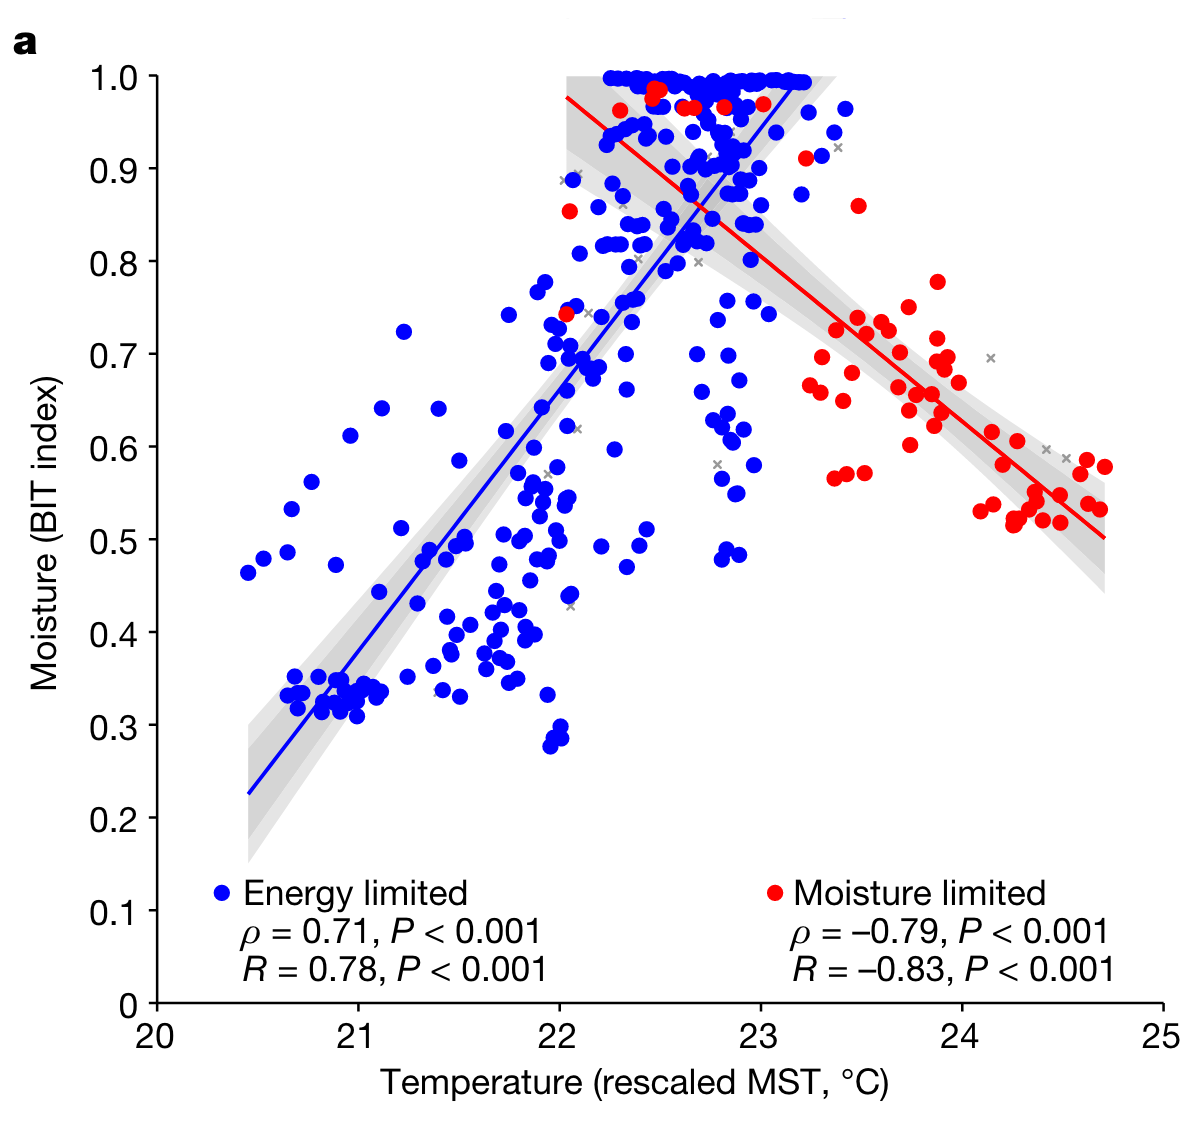 a
Moisture (BIT index)
1.0
0.9
0.8
0.7
0.6
0.5
0.4
0.3
0.2
0.1
0
Energy limited
ρ = 0.71, P < 0.001
R = 0.78, P < 0.001
Moisture limited
ρ = –0.79, P < 0.001
R = –0.83, P < 0.001
20 21 22 23 24 25
Temperature (rescaled MST, °C)